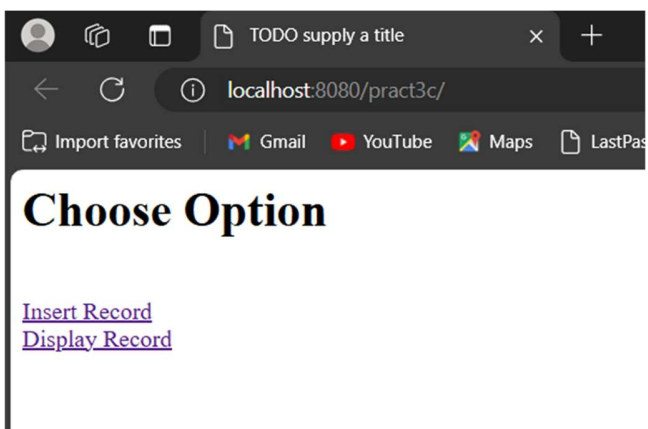 TODO supply a title
localhost:8080/pract3c/
Import favorites Gmail YouTube Maps LastPas
Choose Option
Insert Record
Display Record